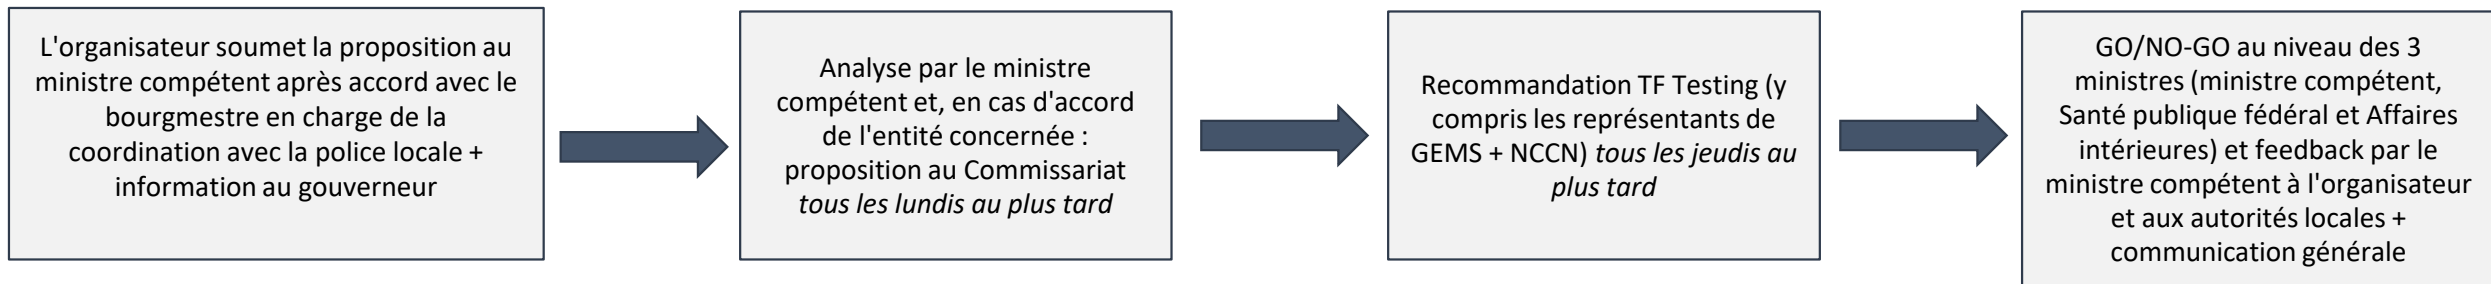 L'organisateur soumet la proposition au
ministre compétent après accord avec le
bourgmestre en charge de la
coordination avec la police locale +
information au gouverneur
Analyse par le ministre
compétent et, en cas d'accord
de l'entité concernée :
proposition au Commissariat
tous les lundis au plus tard
Recommandation TF Testing (y
compris les représentants de
GEMS + NCCN) tous les jeudis au
plus tard
GO/NO-GO au niveau des 3
ministres (ministre compétent,
Santé publique fédéral et Affaires
intérieures) et feedback par le
ministre compétent à l'organisateur
et aux autorités locales +
communication générale